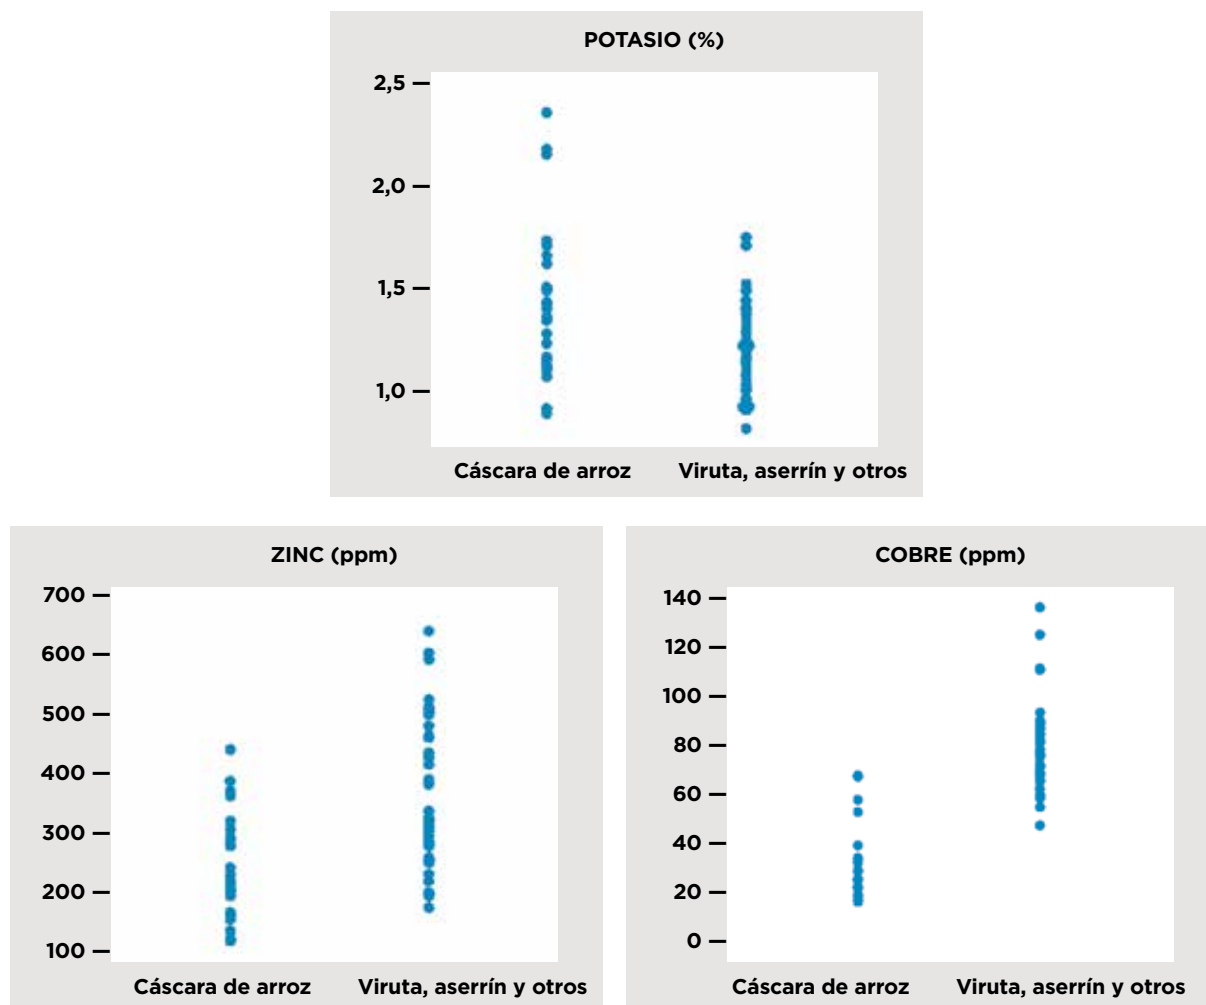 POTASIO (%)
2,5
2,0
1,5
1,0
Cáscara de arroz
Viruta, aserrín y otros
ZINC (ppm)
700
600
500
400
300
200
100
Cáscara de arroz
Viruta, aserrín y otros
COBRE (ppm)
140
120
100
80
60
40
20
0
Cáscara de arroz
Viruta, aserrín y otros